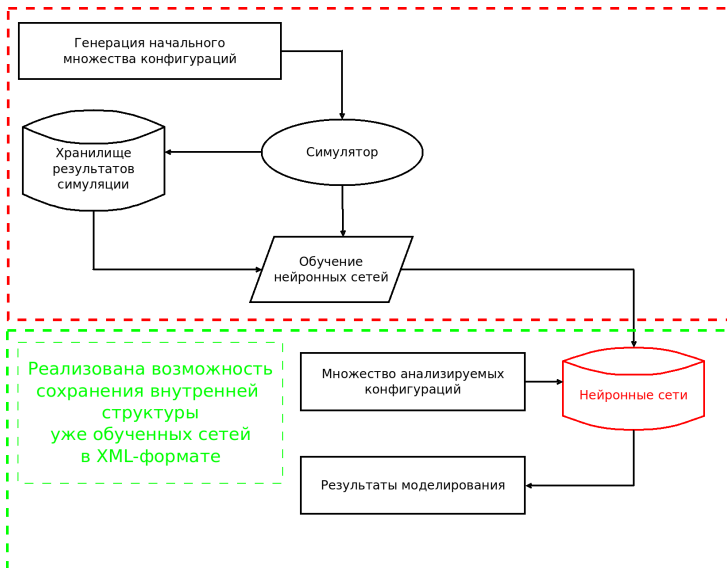 Генерация начального
множества конфигураций
Хранилище
результатов
симуляции
Симулятор
Обучение
нейронных сетей
Реализована возможность
сохранения внутренней
структуры
уже обученных сетей
в XML-формате
Множество анализируемых
конфигураций
Нейронные сети
Результаты моделирования